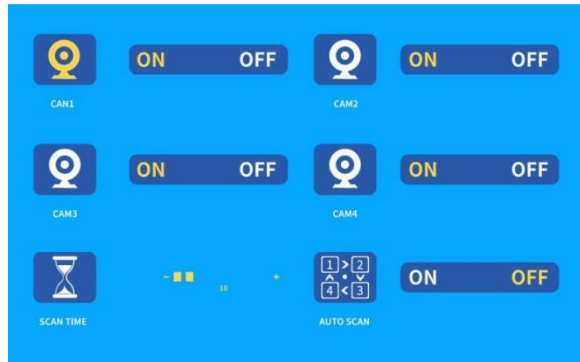 ON OFF
ON OFF
CAN1
CAM2
ON OFF
ON OFF
CAM3
CAM4
- +
10
1 > 2
4 < 3
ON OFF
SCAN TIME
AUTO SCAN